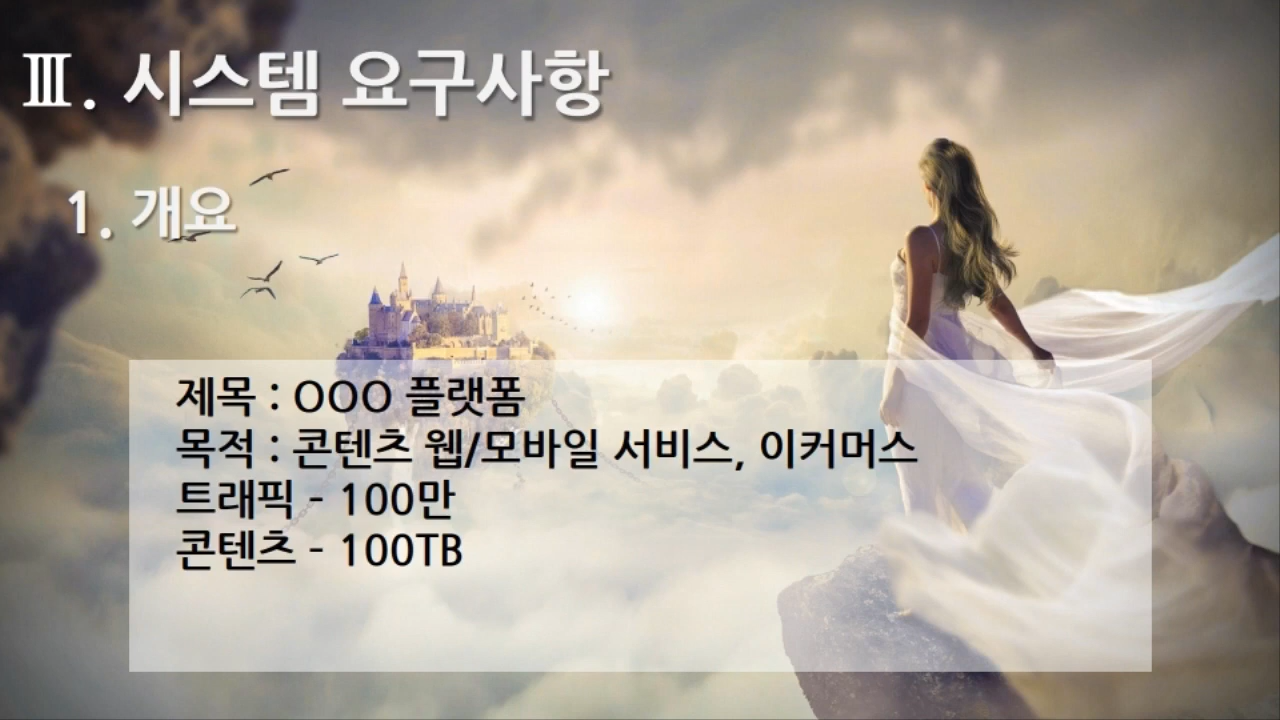 Ⅲ. 시스템 요구사항
1. 개요
제목 : OOO 플랫폼
목적 : 콘텐츠 웹/모바일 서비스, 이커머스
트래픽 - 100만
콘텐츠 - 100TB